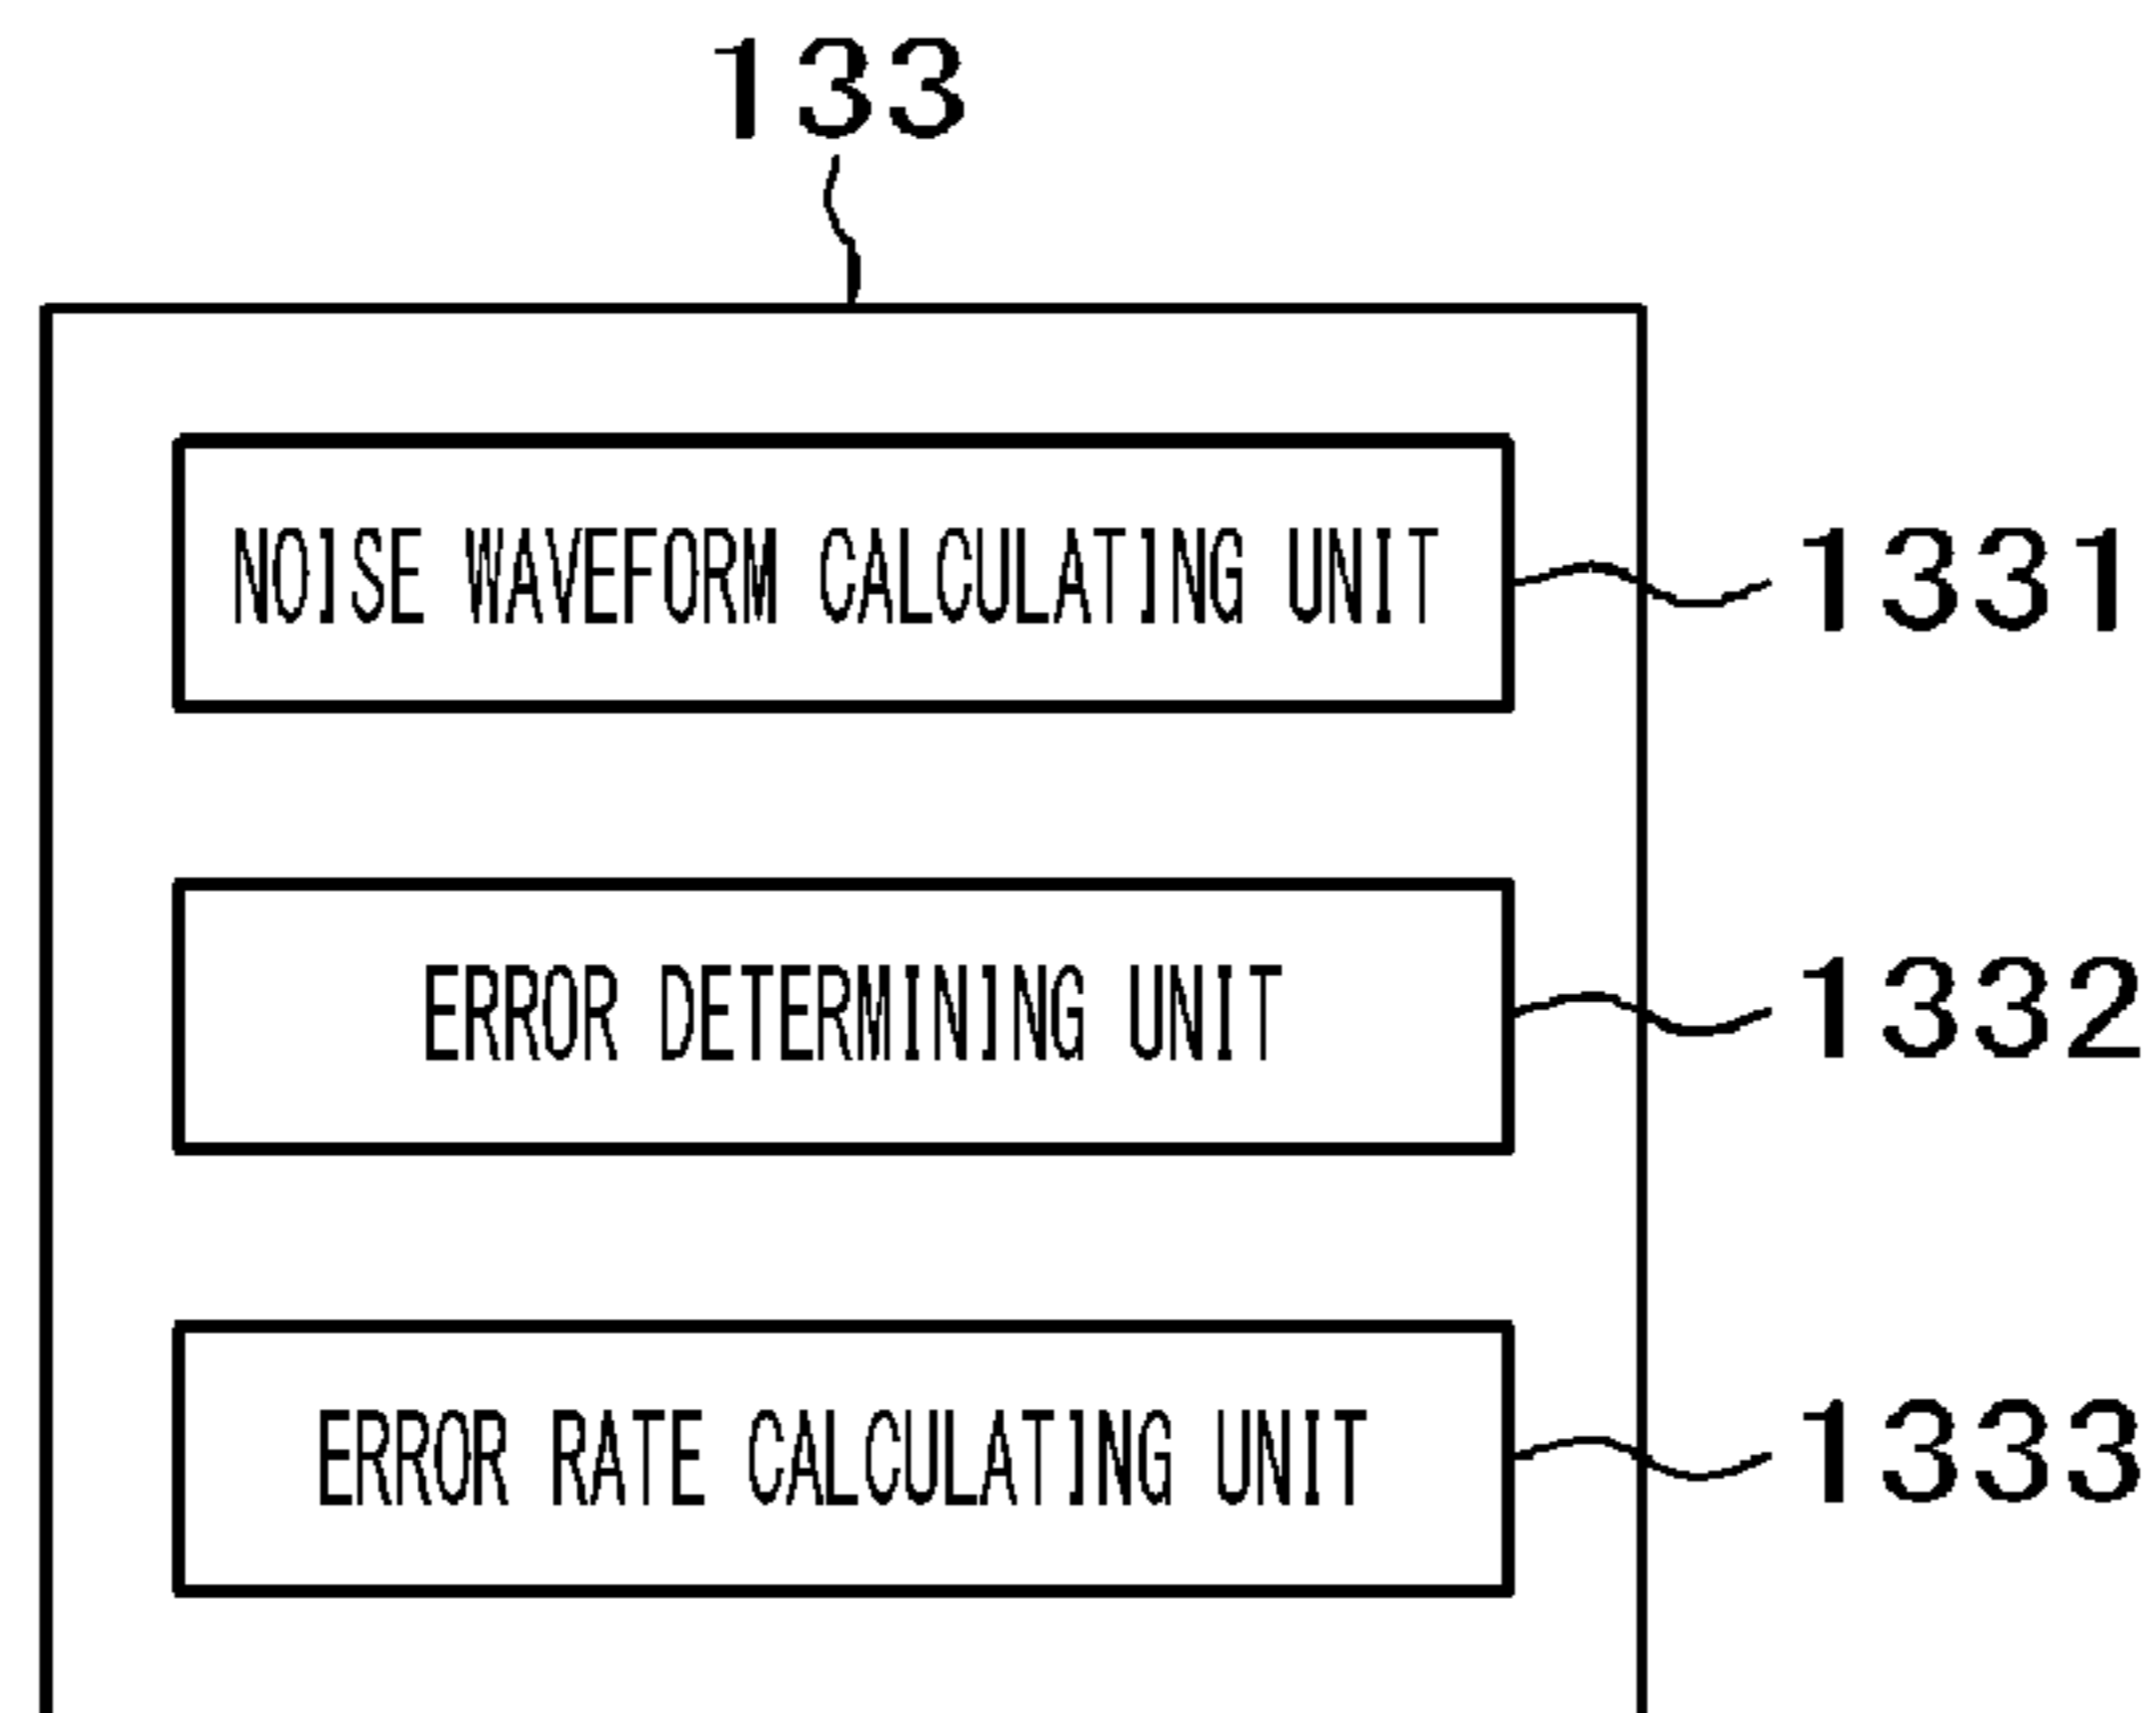 133
NOISE WAVEFORM CALCULATING UNIT
1331
ERROR DETERMINING UNIT
1332
ERROR RATE CALCULATING UNIT
1333